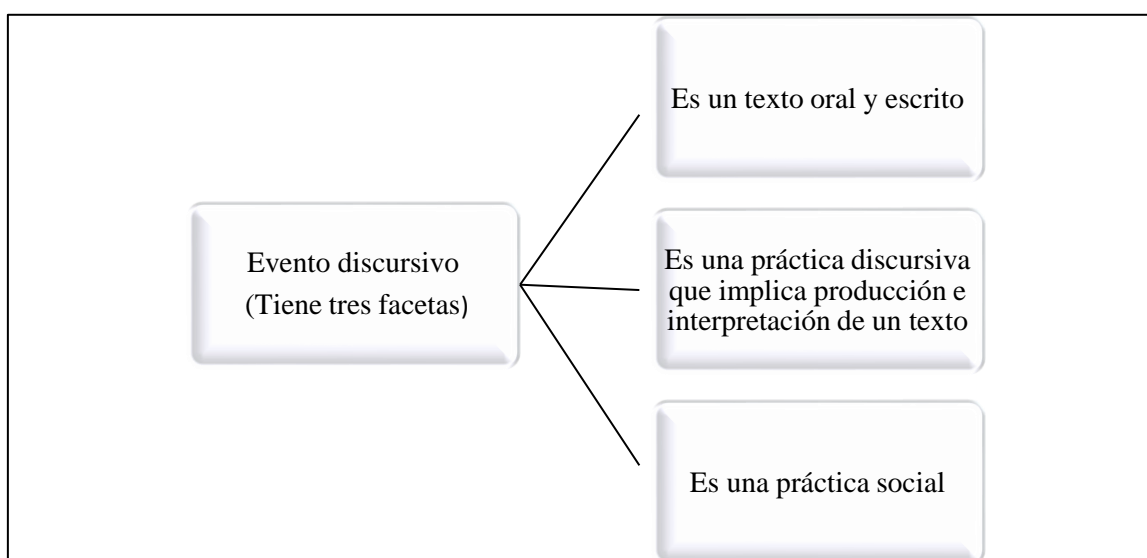 Es un texto oral y escrito
Evento discursivo
(Tiene tres facetas)
Es una práctica discursiva
que implica producción e
interpretación de un texto
Es una práctica social